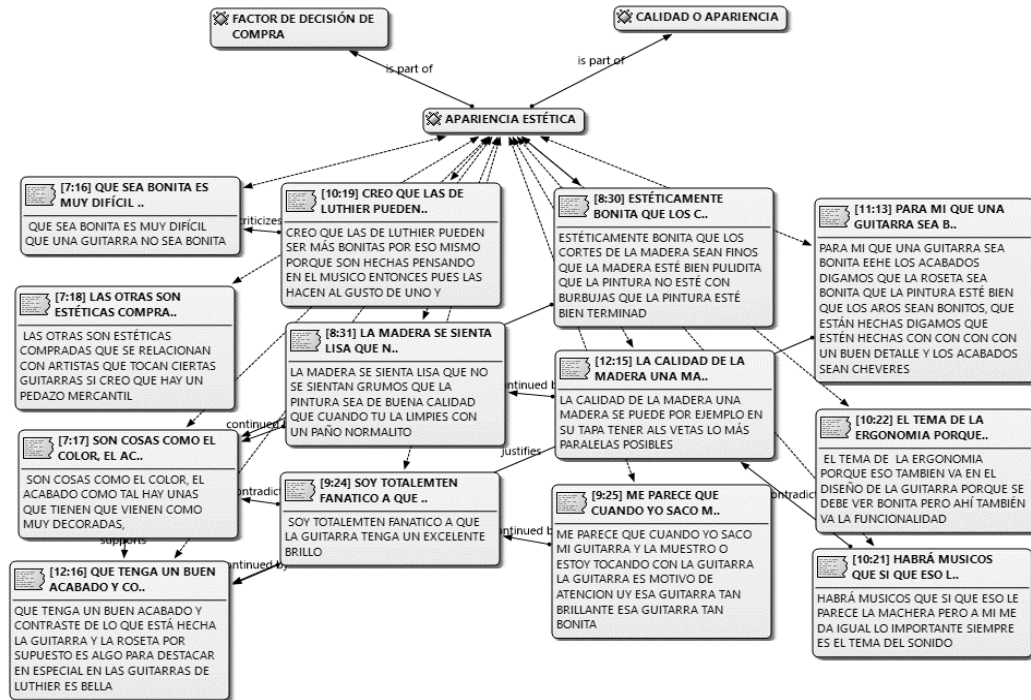 FACTOR DE DECISIÓN DE
COMPRA
CALIDAD O APARIENCIA
is part of
is part of
APARIENCIA ESTÉTICA
[7:16] QUE SEA BONITA ES
MUY DIFÍCIL ..
QUE SEA BONITA ES MUY DIFÍCIL
QUE UNA GUITARRA NO SEA BONITA
criticizes
[10:19] CREO QUE LAS DE
LUTHIER PUEDEN..
CREO QUE LAS DE LUTHIER PUEDEN
SER MÁS BONITAS POR ESO MISMO
PORQUE SON HECHAS PENSANDO
EN EL MUSICO ENTONCES PUES LAS
HACEN AL GUSTO DE UNO Y
[8:30] ESTÉTICAMENTE
BONITA QUE LOS C..
ESTÉTICAMENTE BONITA QUE LOS
CORTES DE LA MADERA SEAN FINOS
QUE LA MADERA ESTÉ BIEN PULIDITA
QUE LA PINTURA NO ESTÉ CON
BURBUJAS QUE LA PINTURA ESTÉ
BIEN TERMINAD
[11:13] PARA MI QUE UNA
GUITARRA SEA B..
PARA MI QUE UNA GUITARRA SEA
BONITA EEHE LOS ACABADOS
DIGAMOS QUE LA ROSETA SEA
BONITA QUE LA PINTURA ESTÉ BIEN
QUE LOS AROS SEAN BONITOS, QUE
ESTÁN HECHAS DIGAMOS QUE
ESTÉN HECHAS CON CON CON CON
UN BUEN DETALLE Y LOS ACABADOS
SEAN CHEVERES
[7:18] LAS OTRAS SON
ESTÉTICAS COMPRA..
LAS OTRAS SON ESTÉTICAS
COMPRADAS QUE SE RELACIONAN
CON ARTISTAS QUE TOCAN CIERTAS
GUITARRAS SI CREO QUE HAY UN
PEDAZO MERCANTIL
[8:31] LA MADERA SE SIENTA
LISA QUE N..
LA MADERA SE SIENTA LISA QUE NO
SE SIENTAN GRUMOS QUE LA
PINTURA SEA DE BUENA CALIDAD
QUE CUANDO TU LA LIMPIES CON
UN PAÑO NORMALITO
continued by
[12:15] LA CALIDAD DE LA
MADERA UNA MA..
LA CALIDAD DE LA MADERA UNA
MADERA SE PUEDE POR EJEMPLO EN
SU TAPA TENER ALS VETAS LO MÁS
PARALELAS POSIBLES
[10:22] EL TEMA DE LA
ERGONOMIA PORQUE..
EL TEMA DE LA ERGONOMIA
PORQUE ESO TAMBIEN VA EN EL
DISEÑO DE LA GUITARRA PORQUE SE
DEBE VER BONITA PERO AHÍ TAMBIÉN
VA LA FUNCIONALIDAD
[7:17] SON COSAS COMO EL
COLOR, EL AC..
SON COSAS COMO EL COLOR, EL
ACABADO COMO TAL HAY UNAS
QUE TIENEN QUE VIENEN COMO
MUY DECORADAS,
continued
justifies
contradict
[9:24] SOY TOTALEMTEN
FANATICO A QUE ..
SOY TOTALEMTEN FANATICO A QUE
LA GUITARRA TENGA UN EXCELENTE
BRILLO
continued by
[9:25] ME PARECE QUE
CUANDO YO SACO M..
ME PARECE QUE CUANDO YO SACO
MI GUITARRA Y LA MUESTRO O
ESTOY TOCANDO CON LA GUITARRA
LA GUITARRA ES MOTIVO DE
ATENCION UY ESA GUITARRA TAN
BRILLANTE ESA GUITARRA TAN
BONITA
contradict
[10:21] HABRÁ MUSICOS
QUE SI QUE ESO L..
HABRÁ MUSICOS QUE SI QUE ESO LE
PARECE LA MACHERA PERO A MI ME
DA IGUAL LO IMPORTANTE SIEMPRE
ES EL TEMA DEL SONIDO
supports
continued by
[12:16] QUE TENGA UN BUEN
ACABADO Y CO..
QUE TENGA UN BUEN ACABADO Y
CONTRASTE DE LO QUE ESTÁ HECHA
LA GUITARRA Y LA ROSETA POR
SUPUESTO ES ALGO PARA DESTACAR
EN ESPECIAL EN LAS GUITARRAS DE
LUTHIER ES BELLA